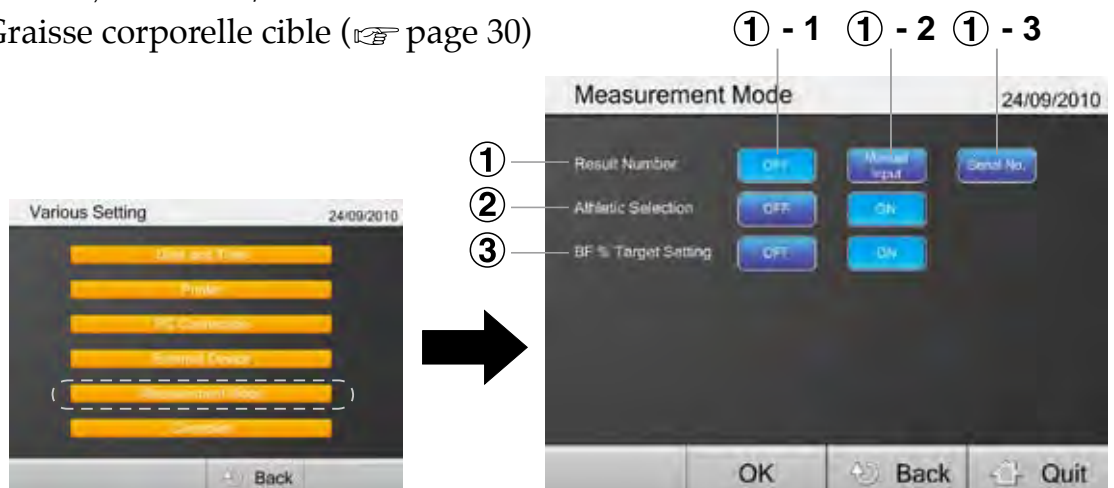 Graisse corporelle cible (☞ page 30)
① - 1 ① - 2 ① - 3
Measurement Mode 24/09/2010
① Result Number OFF Manual Input Serial No.
② Athletic Selection OFF ON
③ BF % Target Setting OFF ON
OK Back Quit
Various Setting 24/09/2010
Date and Time
Printer
PC Connection
External Device
Measurement Mode
Back